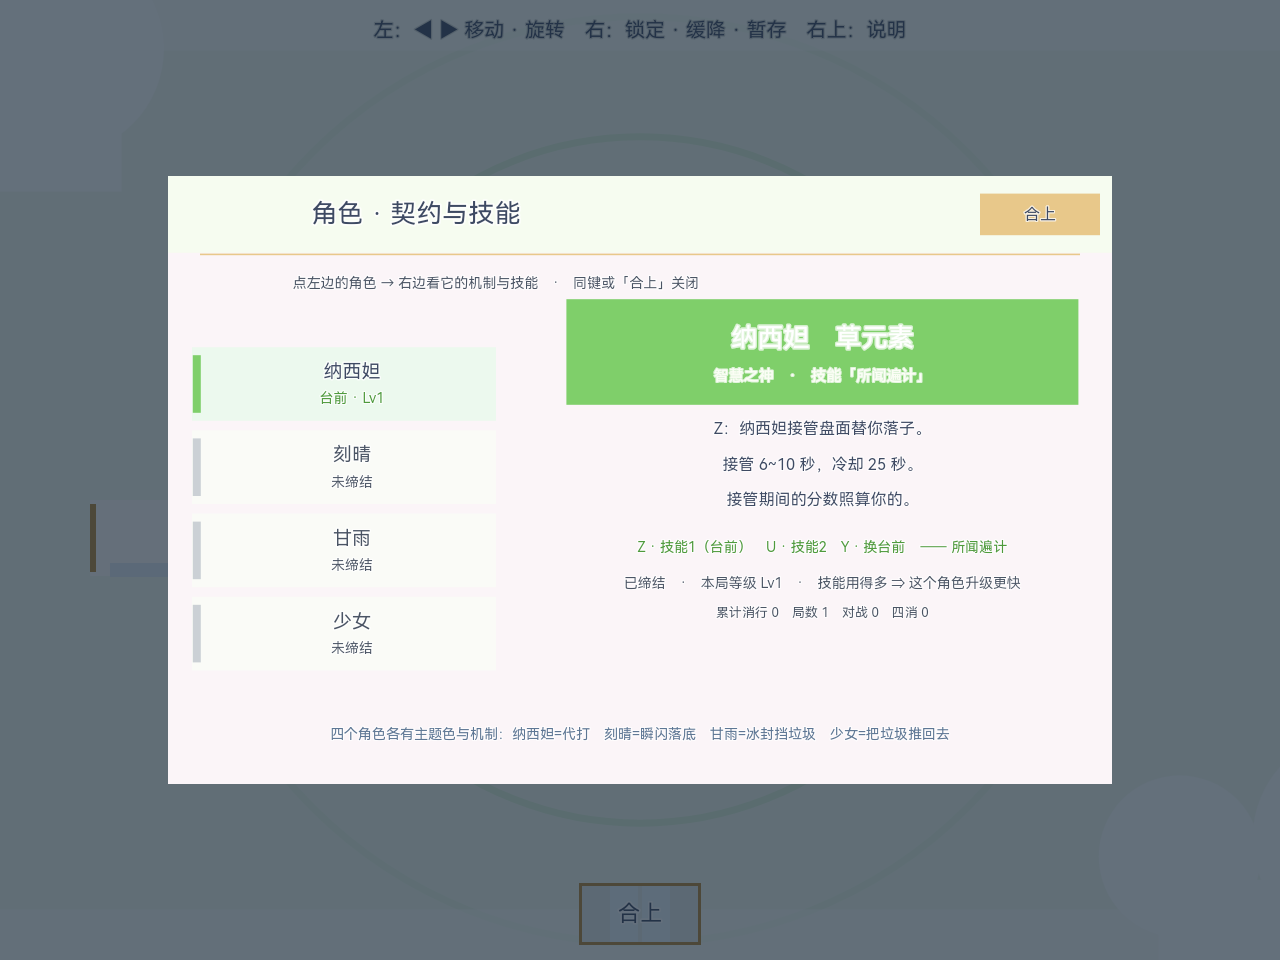 左：◀ ▶ 移动 · 旋转　右：锁定 · 缓降 · 暂存　右上：说明
角色 · 契约与技能
合上
点左边的角色 → 右边看它的机制与技能　·　同键或「合上」关闭
纳西妲
台前 · Lv1
刻晴
未缔结
甘雨
未缔结
少女
未缔结
纳西妲　草元素
智慧之神　·　技能「所闻遍计」
Z：纳西妲接管盘面替你落子。
接管 6~10 秒，冷却 25 秒。
接管期间的分数照算你的。
Z · 技能1（台前）　U · 技能2　Y · 换台前　—— 所闻遍计
已缔结　·　本局等级 Lv1　·　技能用得多 ⇒ 这个角色升级更快
累计消行 0　局数 1　对战 0　四消 0
四个角色各有主题色与机制：纳西妲=代打　刻晴=瞬闪落底　甘雨=冰封挡垃圾　少女=把垃圾推回去
合上